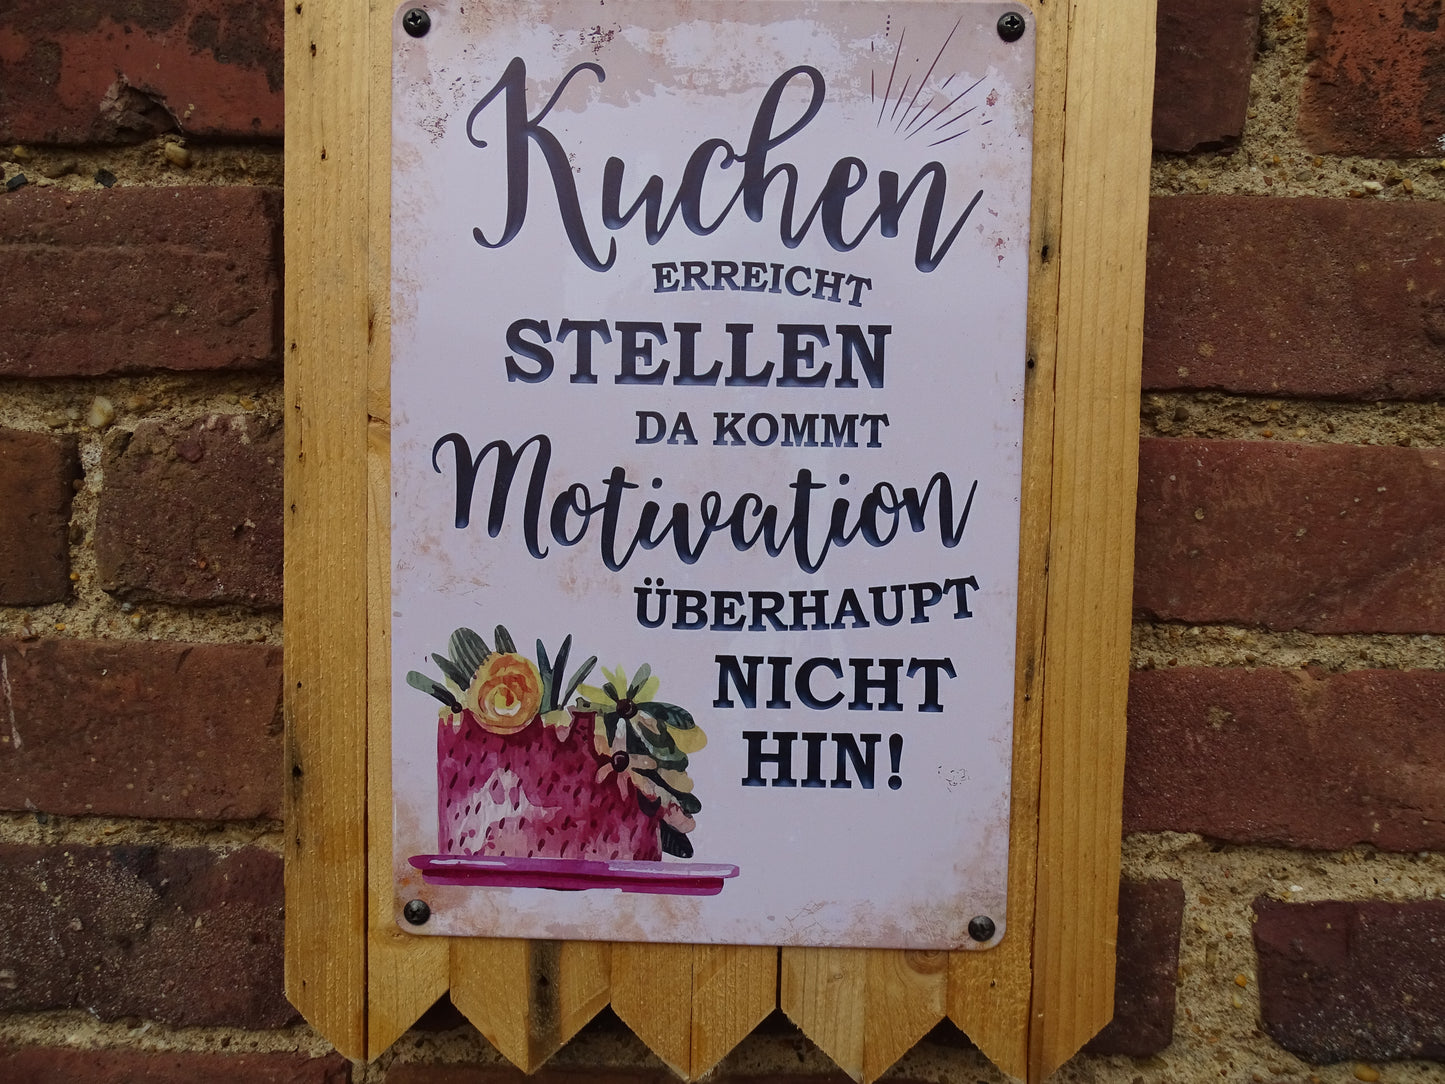 Kuchen
ERREICHT
STELLEN
DA KOMMT
Motivation
ÜBERHAUPT
NICHT
HIN!